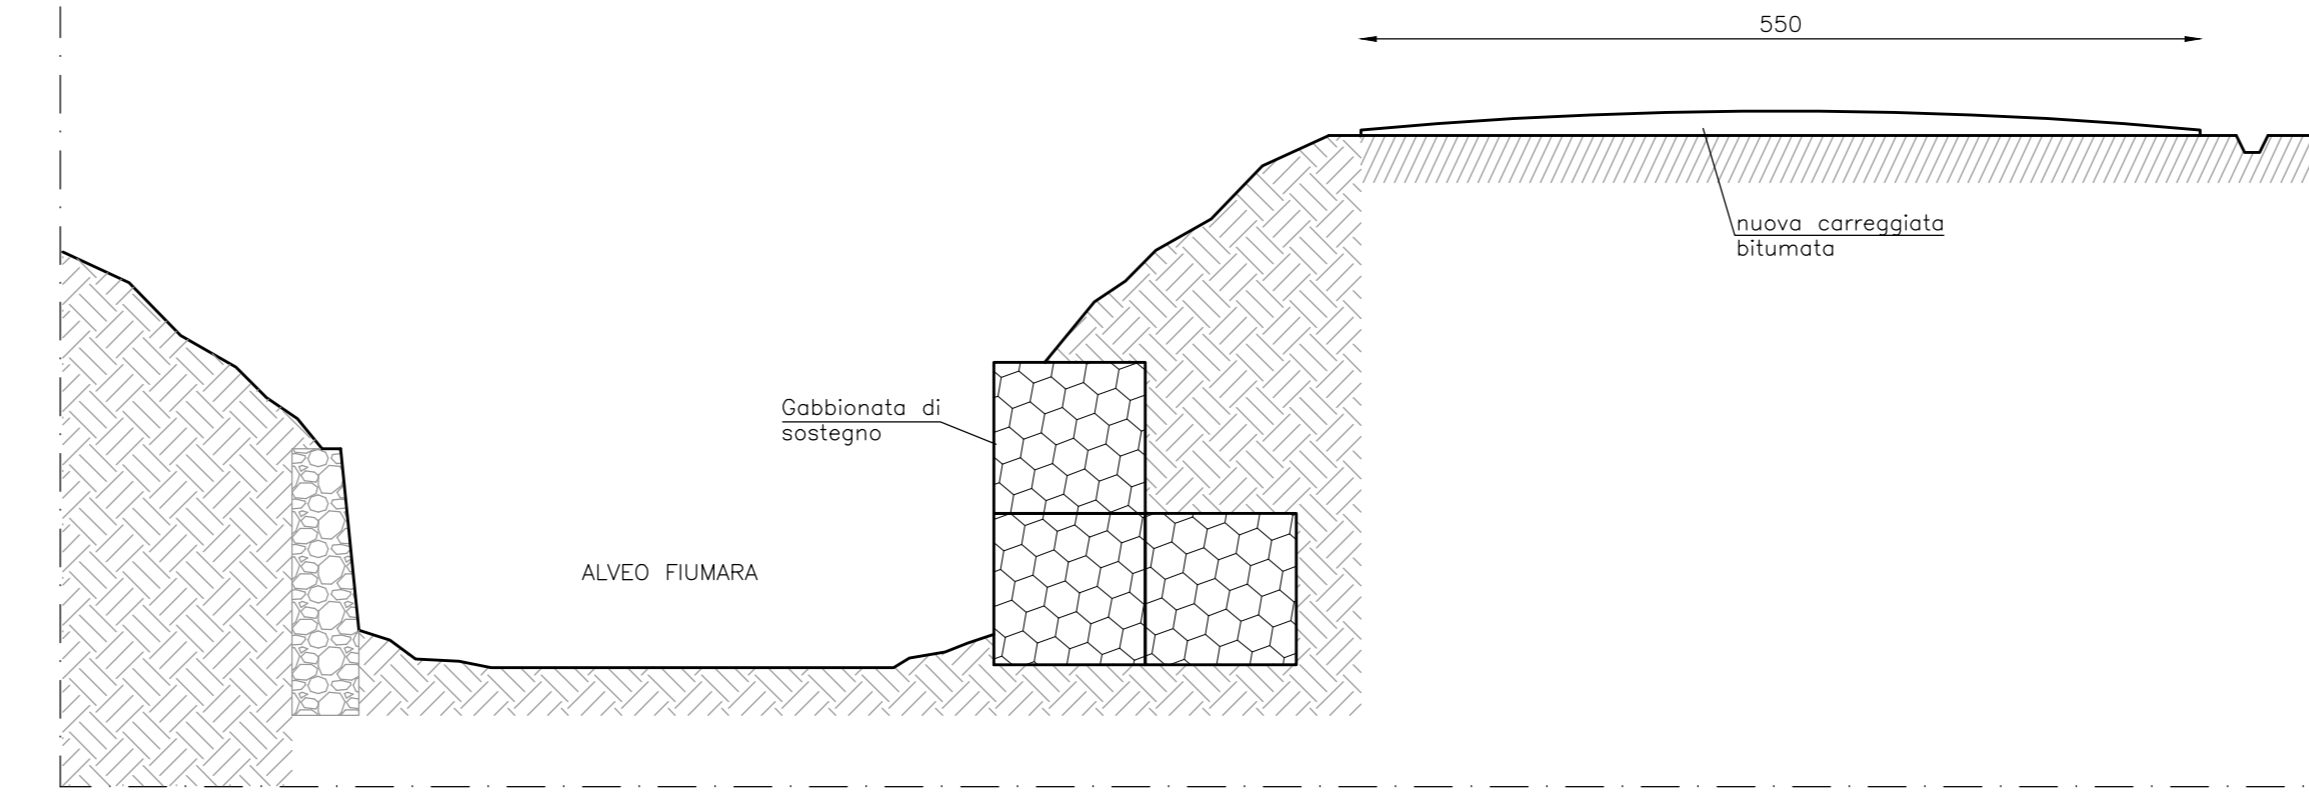 550
nuova carreggiata
bitumata
Gabbionata di
sostegno
ALVEO FIUMARA